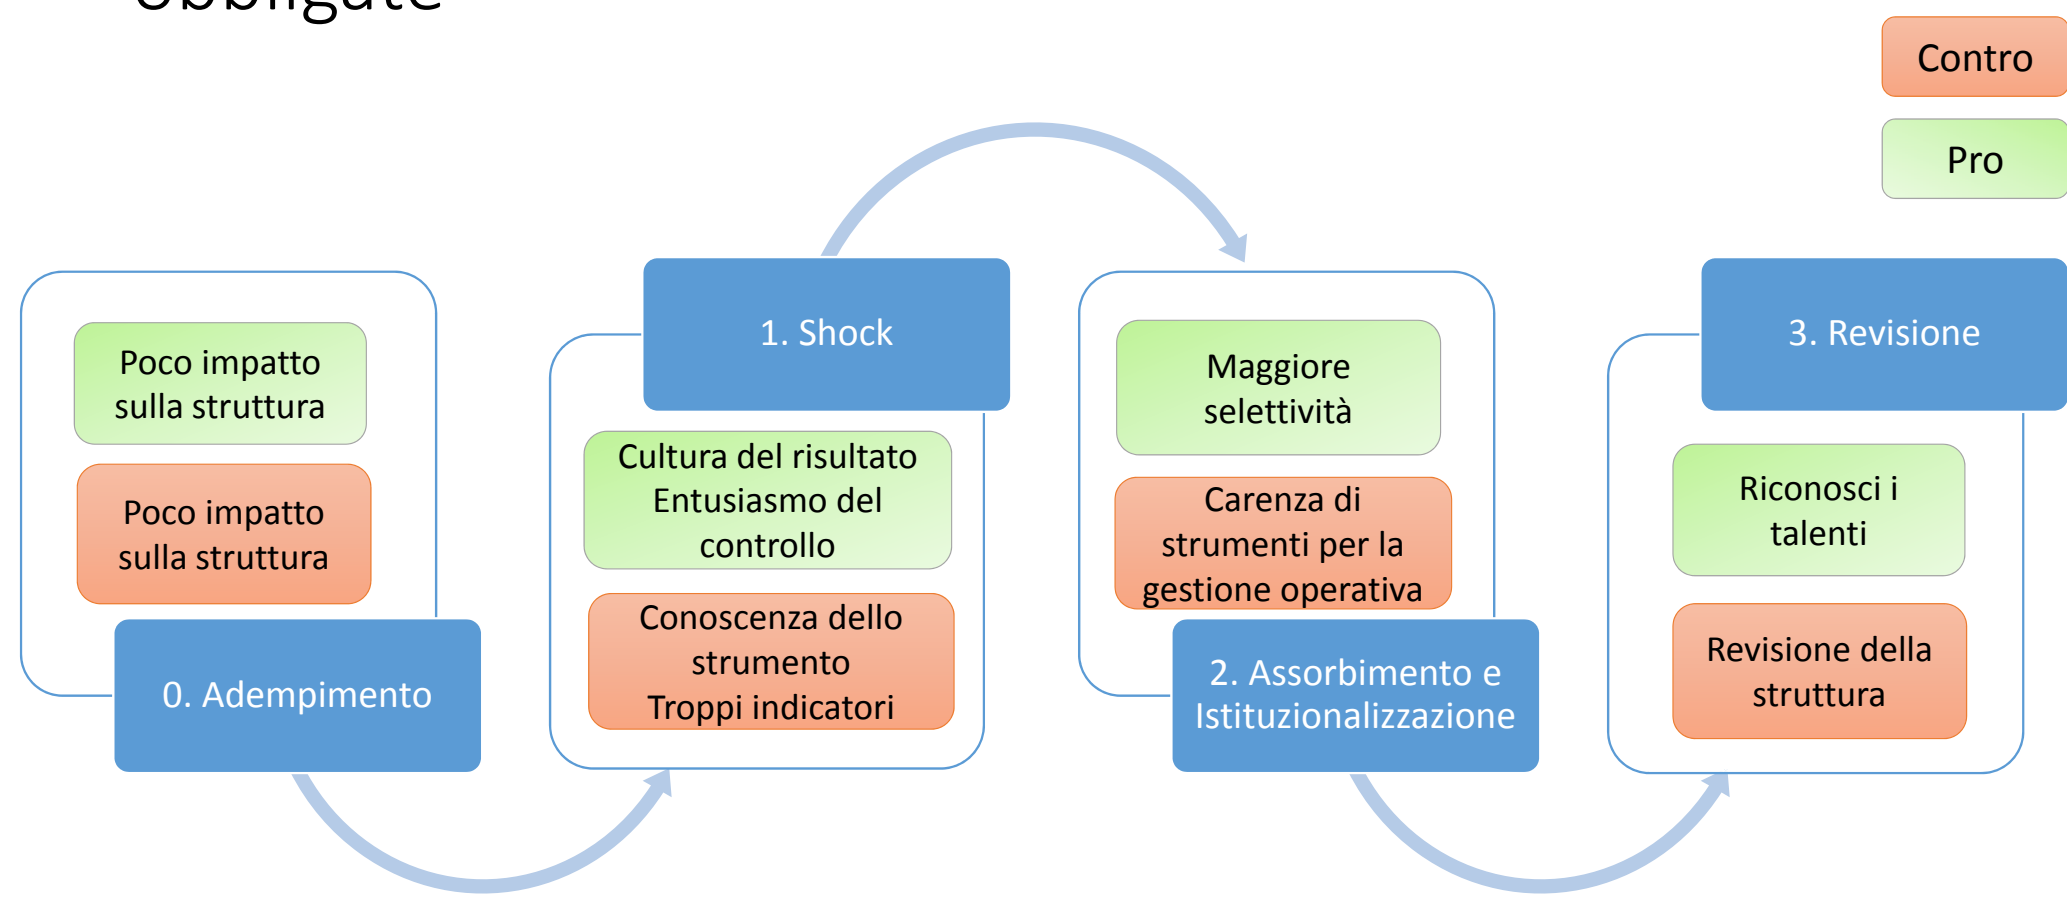 obbligate
Contro
Pro
Poco impatto
sulla struttura
Poco impatto
sulla struttura
0. Adempimento
1. Shock
Cultura del risultato
Entusiasmo del
controllo
Conoscenza dello
strumento
Troppi indicatori
Maggiore
selettività
Carenza di
strumenti per la
gestione operativa
2. Assorbimento e
Istituzionalizzazione
3. Revisione
Riconosci i
talenti
Revisione della
struttura